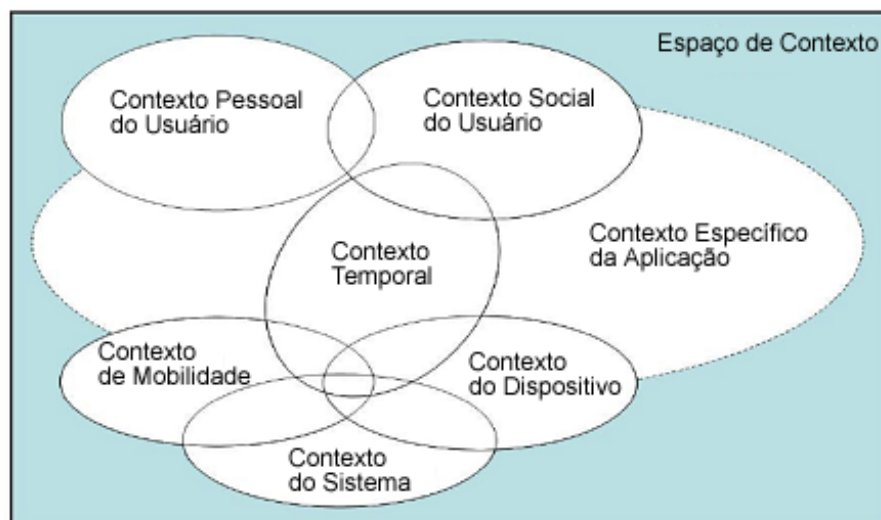 Espaço de Contexto
Contexto Pessoal
do Usuário
Contexto Social
do Usuário
Contexto
Temporal
Contexto Específico
da Aplicação
Contexto
de Mobilidade
Contexto
do Dispositivo
Contexto
do Sistema